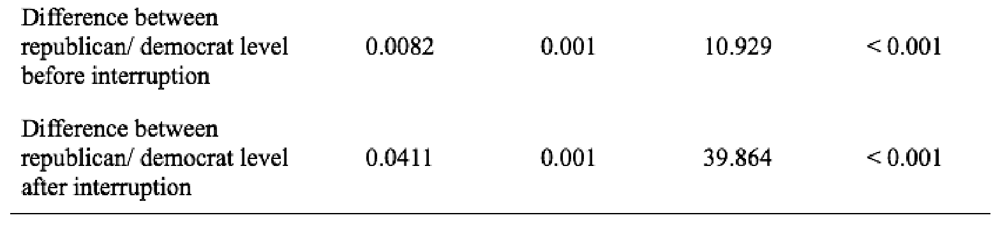 Difference between
republican/ democrat level 0.0082 0.001 10.929 < 0.001
before interruption
Difference between
republican/ democrat level 0.0411 0.001 39.864 < 0.001
after interruption